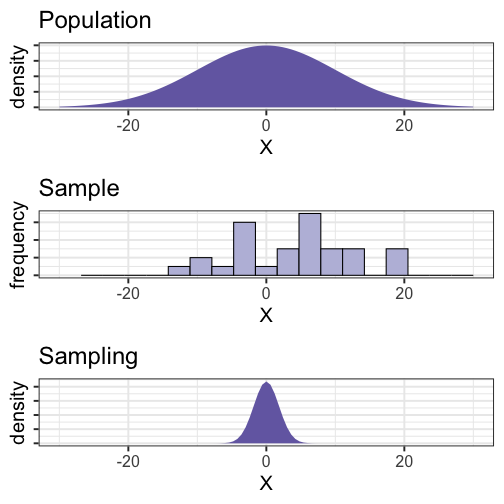 Population
density
-20 0 20
X
Sample
frequency
-20 0 20
X
Sampling
density
-20 0 20
X